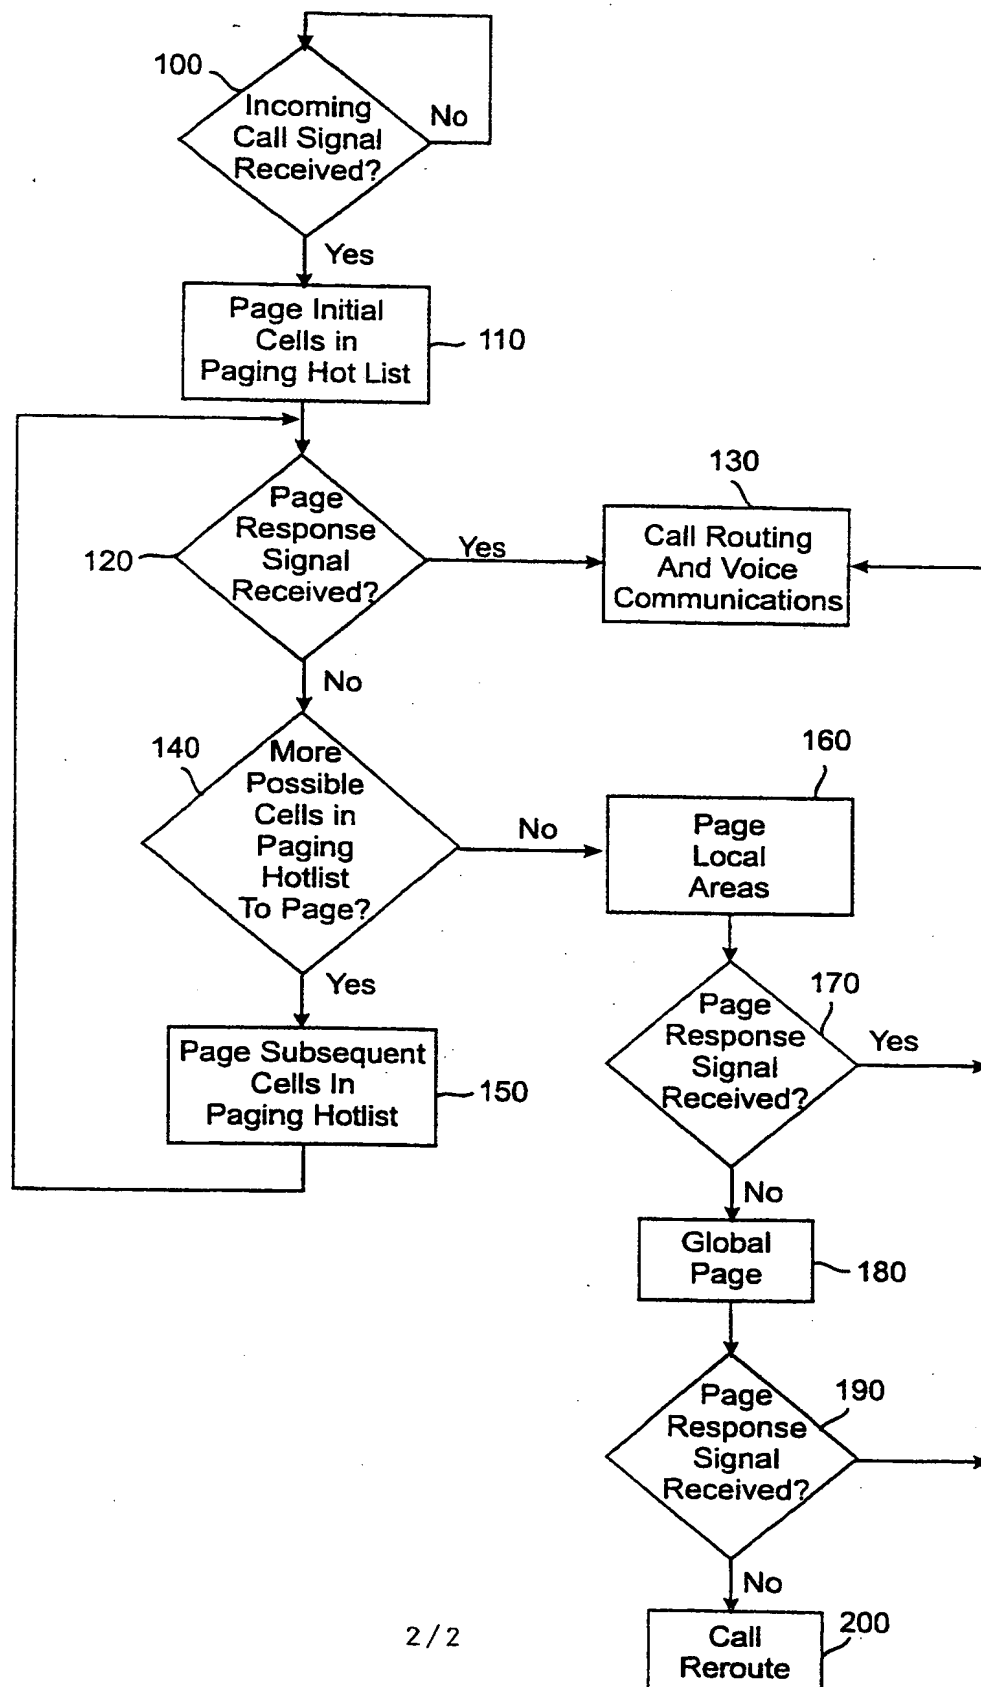 100
Incoming
Call Signal
Received?
No
Yes
Page Initial
Cells in
Paging Hot List
110
Page
Response
Signal
Received?
120
Yes
130
Call Routing
And Voice
Communications
No
140
More
Possible
Cells in
Paging
Hotlist
To Page?
No
160
Page
Local
Areas
Yes
Page Subsequent
Cells In
Paging Hotlist
150
170
Page
Response
Signal
Received?
Yes
No
Global
Page
180
190
Page
Response
Signal
Received?
No
200
Call
Reroute
2/2